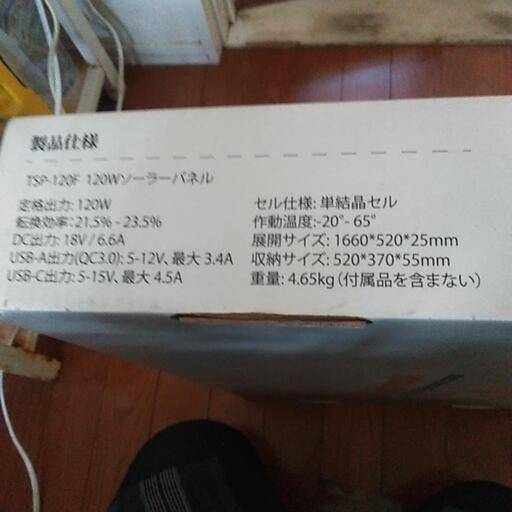 製品仕様
TSP-120F 120Wソーラーパネル
定格出力: 120W
転換効率: 21.5% - 23.5%
DC出力: 18V / 6.6A
USB-A出力(QC3.0): 5-12V、最大 3.4A
USB-C出力: 5-15V、最大 4.5A
セル仕様: 単結晶セル
作動温度:-20°- 65°
展開サイズ: 1660*520*25mm
収納サイズ: 520*370*55mm
重量: 4.65kg（付属品を含まない）